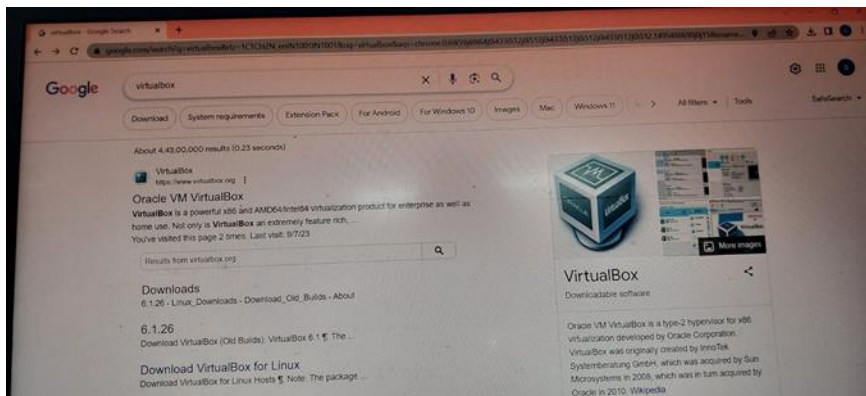 virtualbox - Google Search
Google
virtualbox
Download
System requirements
Extension Pack
For Android
For Windows 10
Images
Mac
Windows 11
All filters
Tools
SafeSearch
About 4,43,00,000 results (0.23 seconds)
VirtualBox
https://www.virtualbox.org
Oracle VM VirtualBox
VirtualBox is a powerful x86 and AMD64/Intel64 virtualization product for enterprise as well as
home use. Not only is VirtualBox an extremely feature rich, ...
You've visited this page 2 times. Last visit: 9/7/23
Results from virtualbox.org
Downloads
6.1.26 - Linux_Downloads - Download_Old_Builds - About
6.1.26
Download VirtualBox (Old Builds): VirtualBox 6.1 ¶. The ...
Download VirtualBox for Linux
Download VirtualBox for Linux Hosts ¶. Note: The package ...
More images
VirtualBox
Downloadable software
Oracle VM VirtualBox is a type-2 hypervisor for x86
virtualization developed by Oracle Corporation.
VirtualBox was originally created by InnoTek
Systemberatung GmbH, which was acquired by Sun
Microsystems in 2008, which was in turn acquired by
Oracle in 2010. Wikipedia